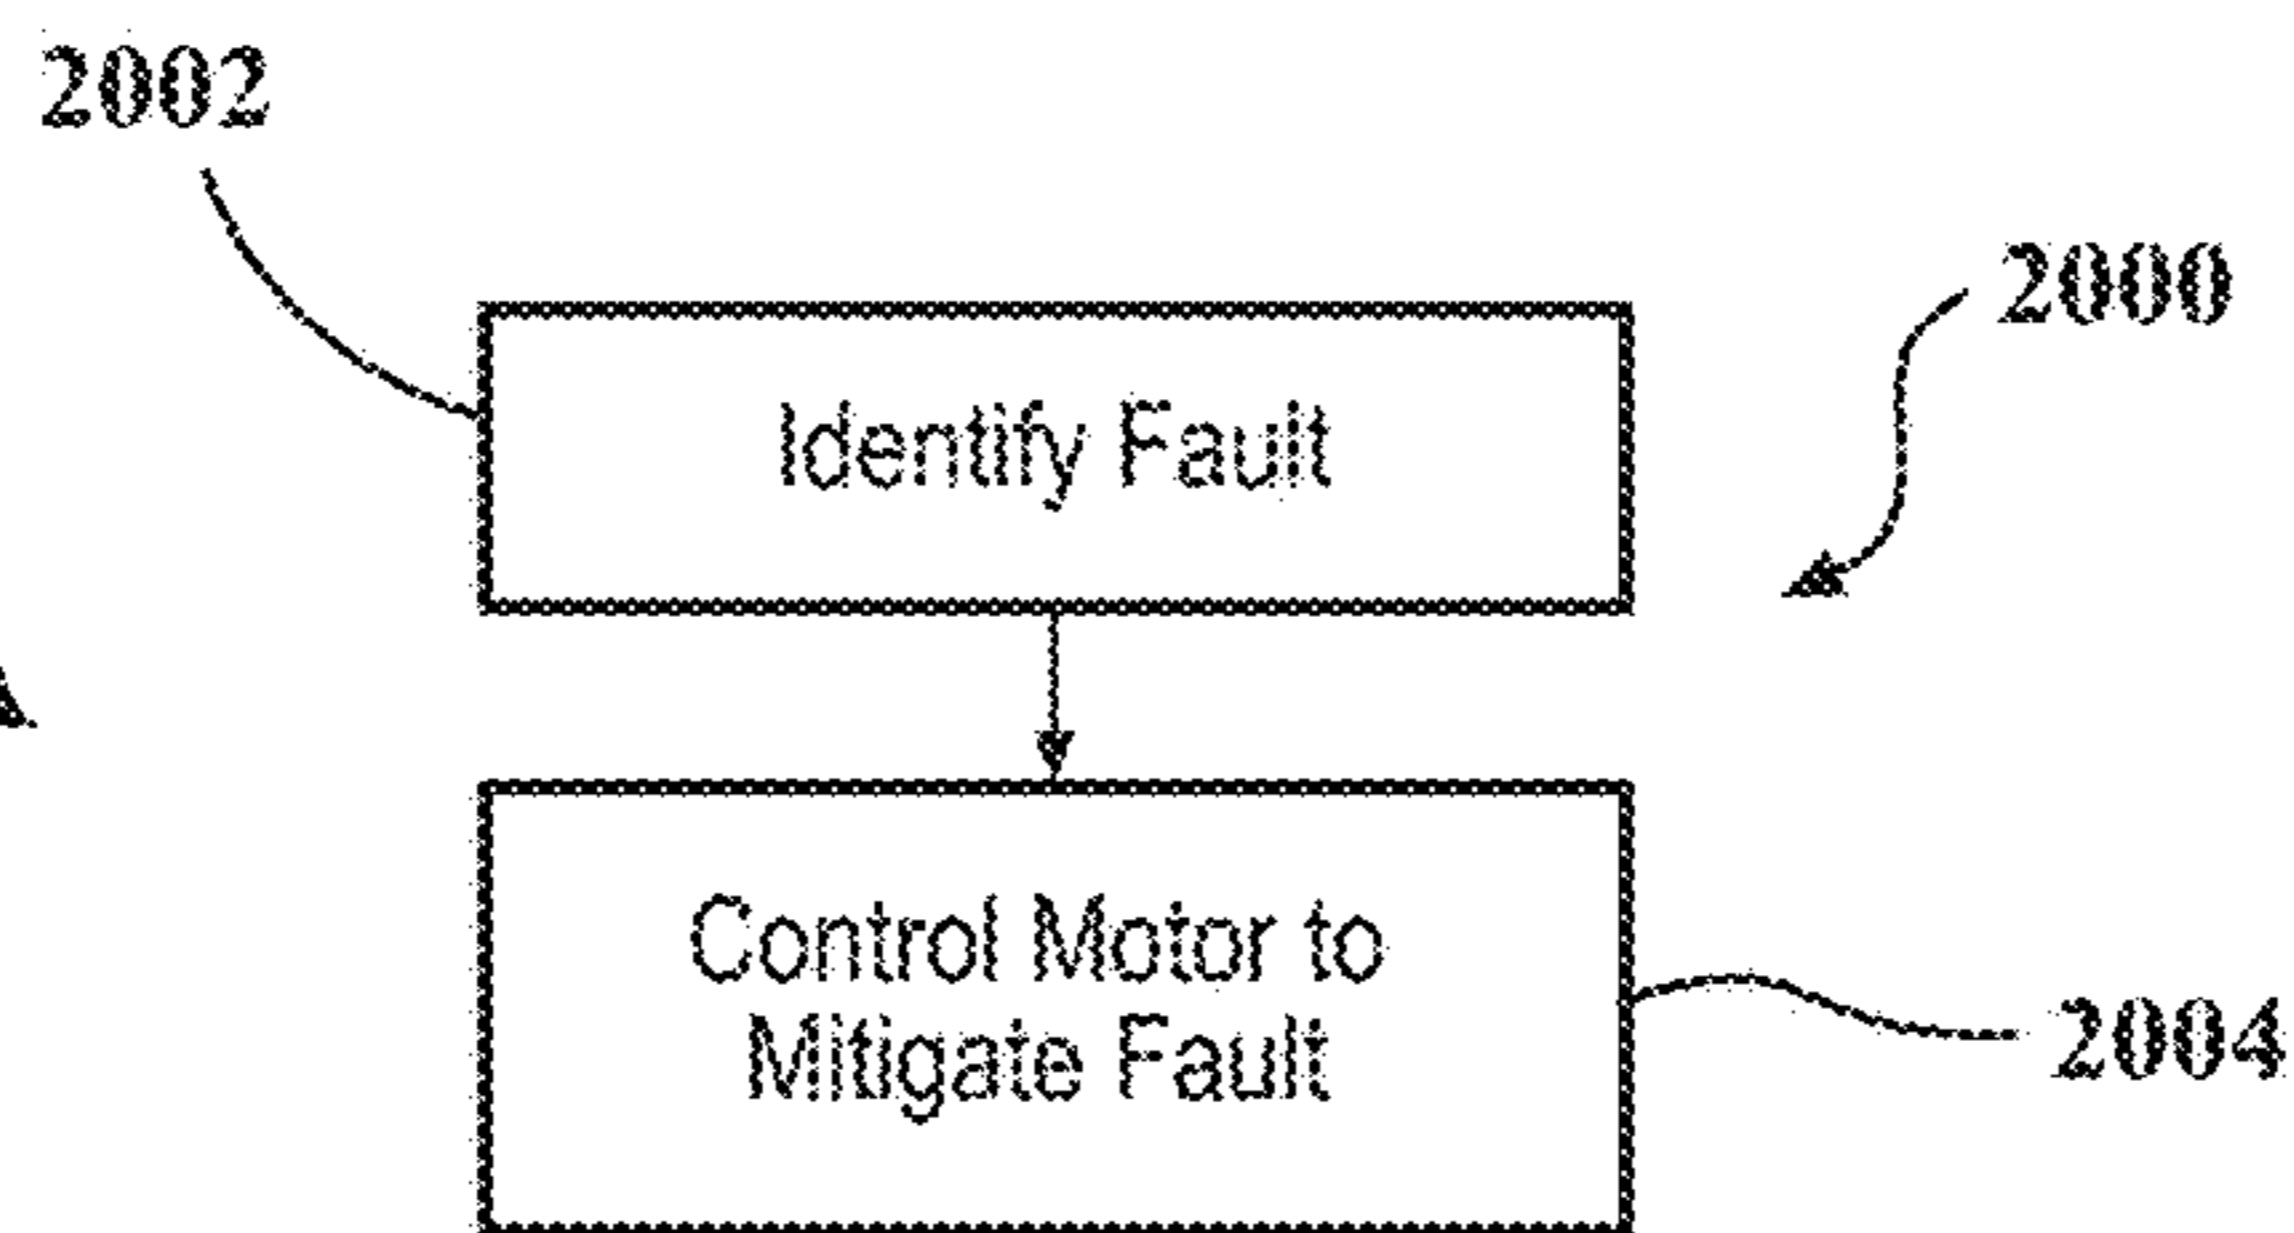 2002
2000
Identify Fault
Control Motor to
Mitigate Fault
2004